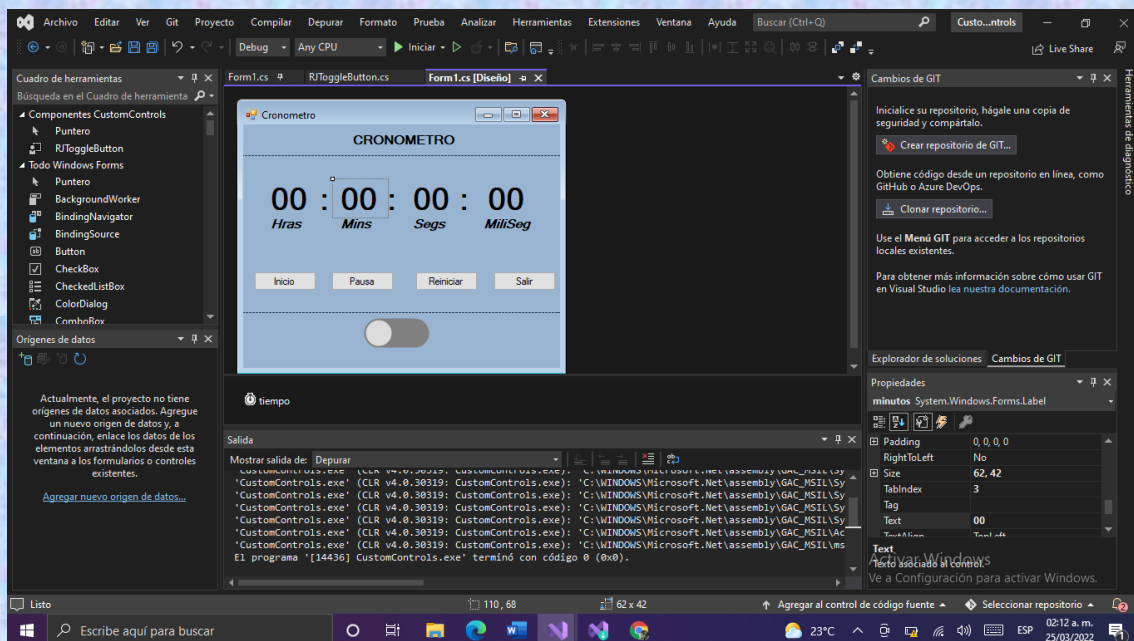 Archivo Editar Ver Git Proyecto Compilar Depurar Formato Prueba Analizar Herramientas Extensiones Ventana Ayuda Buscar (Ctrl+Q) Custo...ntrols
Debug Any CPU Iniciar Live Share
Cuadro de herramientas
Búsqueda en el Cuadro de herramienta
Componentes CustomControls
Puntero
RJToggleButton
Todo Windows Forms
Puntero
BackgroundWorker
BindingNavigator
BindingSource
Button
CheckBox
CheckedListBox
ColorDialog
ComboBox
Orígenes de datos
Actualmente, el proyecto no tiene
orígenes de datos asociados. Agregue
un nuevo origen de datos y, a
continuación, enlace los datos de los
elementos arrastrándolos desde esta
ventana a los formularios o controles
existentes.
Agregar nuevo origen de datos...
Form1.cs RJToggleButton.cs Form1.cs [Diseño]
Cronometro
CRONOMETRO
00 : 00 : 00 : 00
Hras Mins Segs MiliSeg
Inicio Pausa Reiniciar Salir
tiempo
Salida
Mostrar salida de: Depurar
'CustomControls.exe' (CLR v4.0.30319: CustomControls.exe): 'C:\WINDOWS\Microsoft.Net\assembly\GAC_MSIL\Sy
'CustomControls.exe' (CLR v4.0.30319: CustomControls.exe): 'C:\WINDOWS\Microsoft.Net\assembly\GAC_MSIL\Sy
'CustomControls.exe' (CLR v4.0.30319: CustomControls.exe): 'C:\WINDOWS\Microsoft.Net\assembly\GAC_MSIL\Sy
'CustomControls.exe' (CLR v4.0.30319: CustomControls.exe): 'C:\WINDOWS\Microsoft.Net\assembly\GAC_MSIL\Sy
'CustomControls.exe' (CLR v4.0.30319: CustomControls.exe): 'C:\WINDOWS\Microsoft.Net\assembly\GAC_MSIL\Sy
'CustomControls.exe' (CLR v4.0.30319: CustomControls.exe): 'C:\WINDOWS\Microsoft.Net\assembly\GAC_MSIL\Ac
'CustomControls.exe' (CLR v4.0.30319: CustomControls.exe): 'C:\WINDOWS\Microsoft.Net\assembly\GAC_MSIL\ms
El programa '[14436] CustomControls.exe' terminó con código 0 (0x0).
Cambios de GIT
Inicialice su repositorio, hágale una copia de
seguridad y compártalo.
Crear repositorio de GIT...
Obtiene código desde un repositorio en línea, como
GitHub o Azure DevOps.
Clonar repositorio...
Use el Menú GIT para acceder a los repositorios
locales existentes.
Para obtener más información sobre cómo usar GIT
en Visual Studio lea nuestra documentación.
Explorador de soluciones Cambios de GIT
Propiedades
minutos System.Windows.Forms.Label
Padding 0, 0, 0, 0
RightToLeft No
Size 62, 42
TabIndex 3
Tag
Text 00
TextAlign TopLeft
Text
Texto asociado al control.
Activar Windows
Ve a Configuración para activar Windows.
Herramientas de diagnóstico
Listo 110 , 68 62 x 42 Agregar al control de código fuente Seleccionar repositorio 2
Escribe aquí para buscar 23°C ESP 02:12 a. m.
25/03/2022